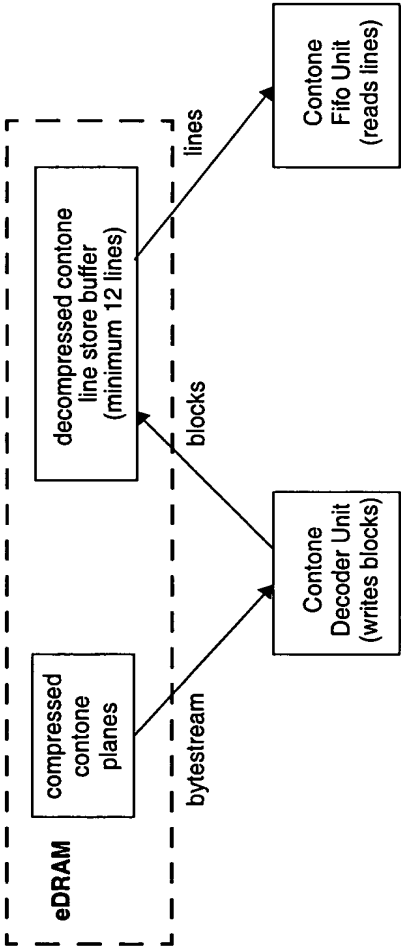 eDRAM
compressed
contone
planes
decompressed contone
line store buffer
(minimum 12 lines)
bytestream
blocks
lines
Contone
Decoder Unit
(writes blocks)
Contone
Fifo Unit
(reads lines)